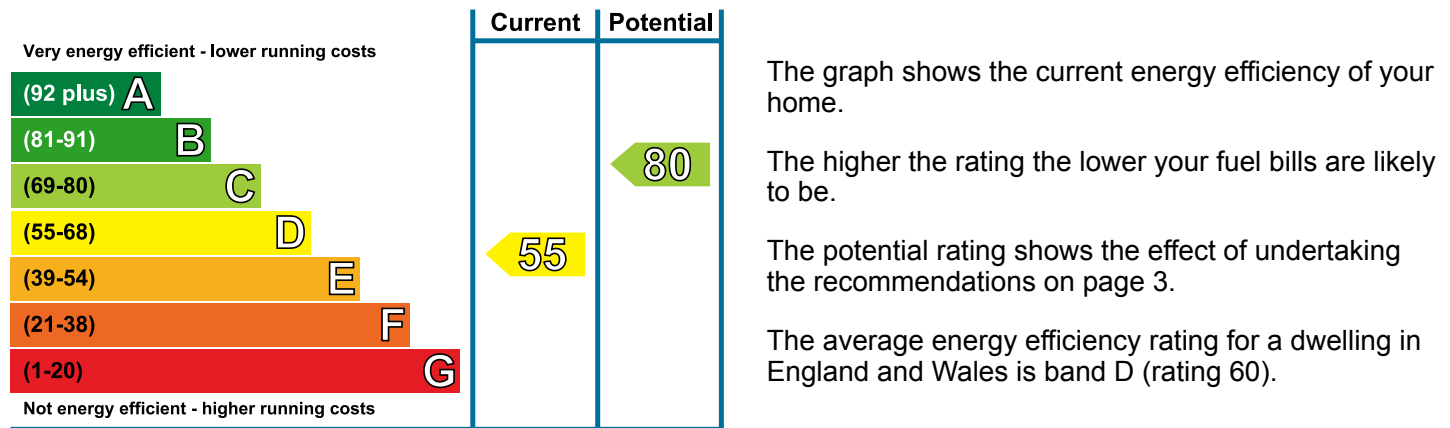 Current Potential
Very energy efficient - lower running costs
(92 plus) A
(81-91) B
(69-80) C
80
(55-68) D
55
(39-54) E
(21-38) F
(1-20) G
Not energy efficient - higher running costs
The graph shows the current energy efficiency of your
home.
The higher the rating the lower your fuel bills are likely
to be.
The potential rating shows the effect of undertaking
the recommendations on page 3.
The average energy efficiency rating for a dwelling in
England and Wales is band D (rating 60).